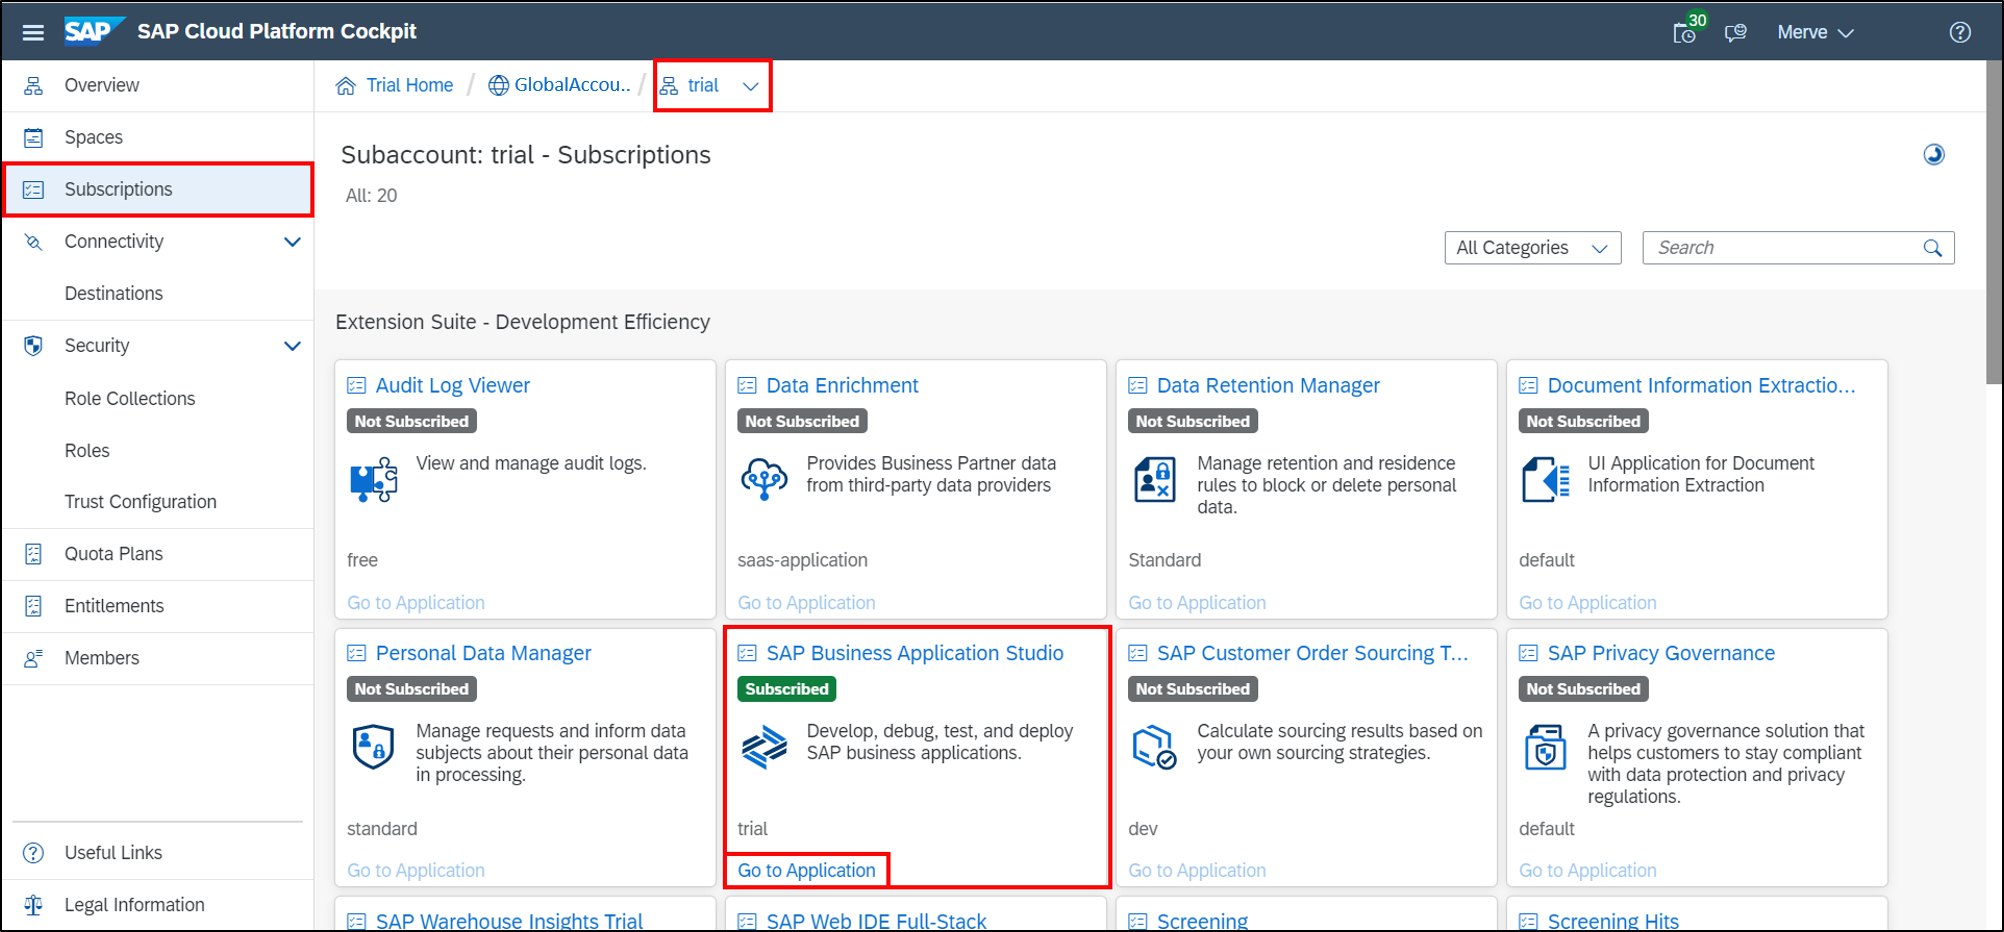 SAP SAP Cloud Platform Cockpit
30
Merve
Overview
Spaces
Subscriptions
Connectivity
Destinations
Security
Role Collections
Roles
Trust Configuration
Quota Plans
Entitlements
Members
Useful Links
Legal Information
Trial Home / GlobalAccou.. / trial
Subaccount: trial - Subscriptions
All: 20
All Categories
Search
Extension Suite - Development Efficiency
Audit Log Viewer
Not Subscribed
View and manage audit logs.
free
Go to Application
Data Enrichment
Not Subscribed
Provides Business Partner data
from third-party data providers
saas-application
Go to Application
Data Retention Manager
Not Subscribed
Manage retention and residence
rules to block or delete personal
data.
Standard
Go to Application
Document Information Extractio...
Not Subscribed
UI Application for Document
Information Extraction
default
Go to Application
Personal Data Manager
Not Subscribed
Manage requests and inform data
subjects about their personal data
in processing.
standard
Go to Application
SAP Business Application Studio
Subscribed
Develop, debug, test, and deploy
SAP business applications.
trial
Go to Application
SAP Customer Order Sourcing T...
Not Subscribed
Calculate sourcing results based on
your own sourcing strategies.
dev
Go to Application
SAP Privacy Governance
Not Subscribed
A privacy governance solution that
helps customers to stay compliant
with data protection and privacy
regulations.
default
Go to Application
SAP Warehouse Insights Trial
SAP Web IDE Full-Stack
Screening
Screening Hits